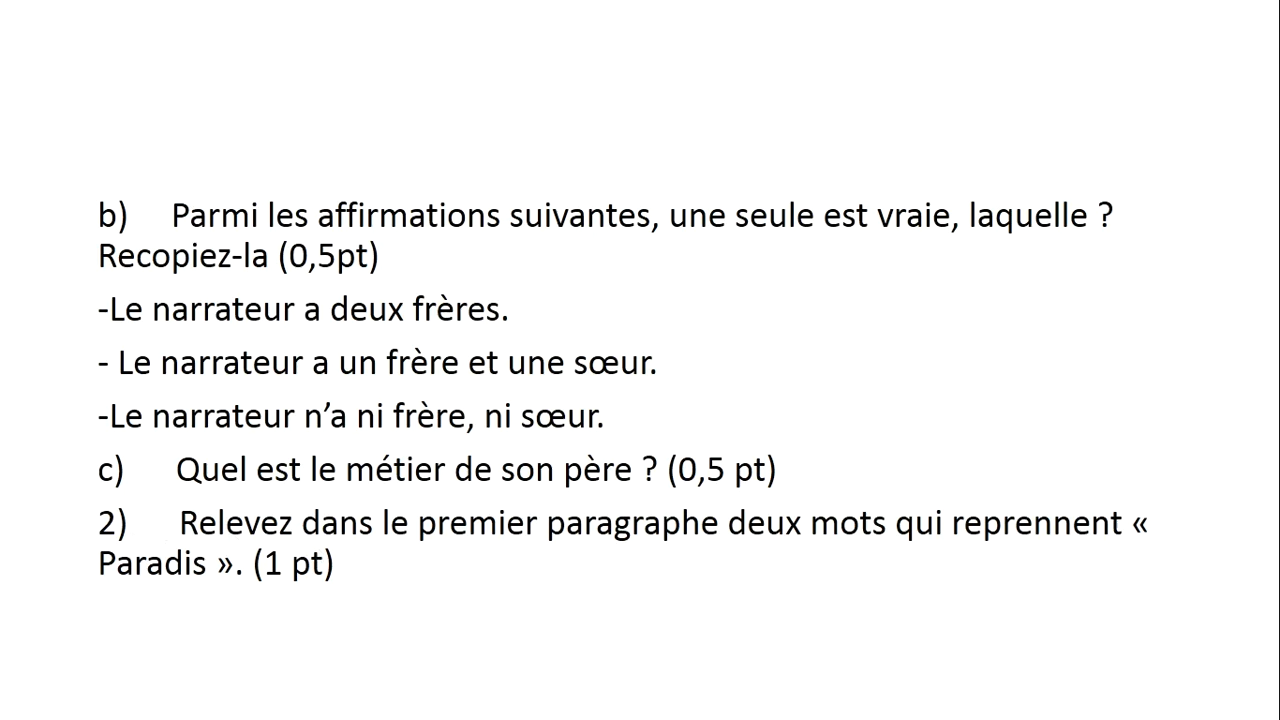 b) Parmi les affirmations suivantes, une seule est vraie, laquelle ?
Recopiez-la (0,5pt)
-Le narrateur a deux frères.
- Le narrateur a un frère et une sœur.
-Le narrateur n’a ni frère, ni sœur.
c) Quel est le métier de son père ? (0,5 pt)
2) Relevez dans le premier paragraphe deux mots qui reprennent «
Paradis ». (1 pt)